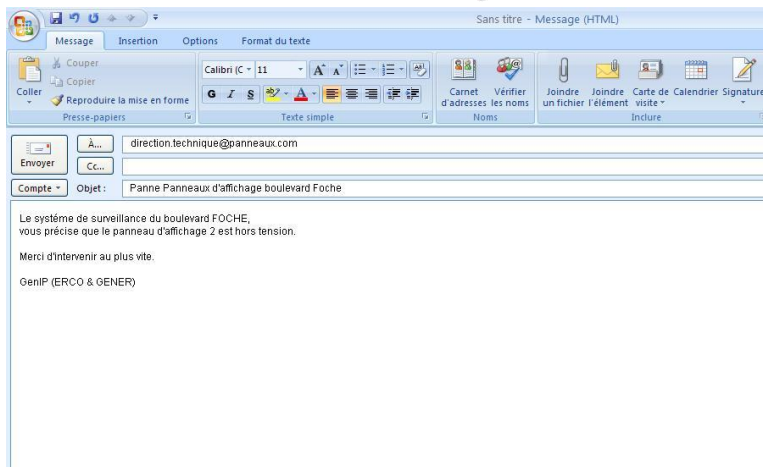 Sans titre - Message (HTML)
Message Insertion Options Format du texte
Couper
Copier
Coller
Reproduire la mise en forme
Presse-papiers
Calibri (C 11
G I S
Texte simple
Carnet d'adresses
Vérifier les noms
Noms
Joindre un fichier
Joindre l'élément
Carte de visite
Calendrier
Signature
Inclure
Envoyer
À... direction.technique@panneaux.com
Cc...
Compte Objet : Panne Panneaux d'affichage boulevard Foche
Le systéme de surveillance du boulevard FOCHE,
vous précise que le panneau d'affichage 2 est hors tension.
Merci d'intervenir au plus vite.
GenIP (ERCO & GENER)